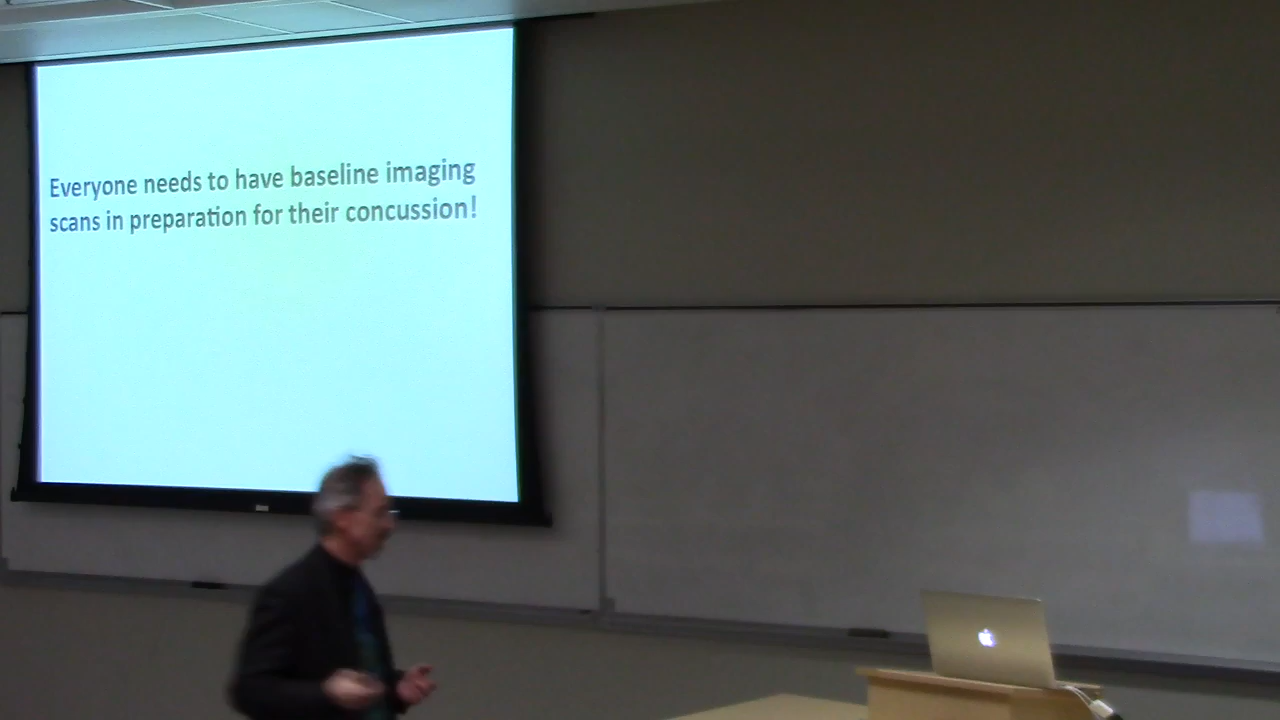 Everyone needs to have baseline imaging
scans in preparation for their concussion!